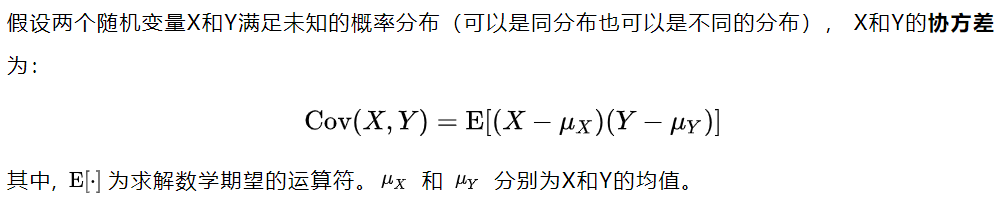 假设两个随机变量X和Y满足未知的概率分布（可以是同分布也可以是不同的分布）， X和Y的协方差
为：
Cov(X, Y) = E[(X − μ_X)(Y − μ_Y)]
其中, E[·] 为求解数学期望的运算符。 μ_X 和 μ_Y 分别为X和Y的均值。